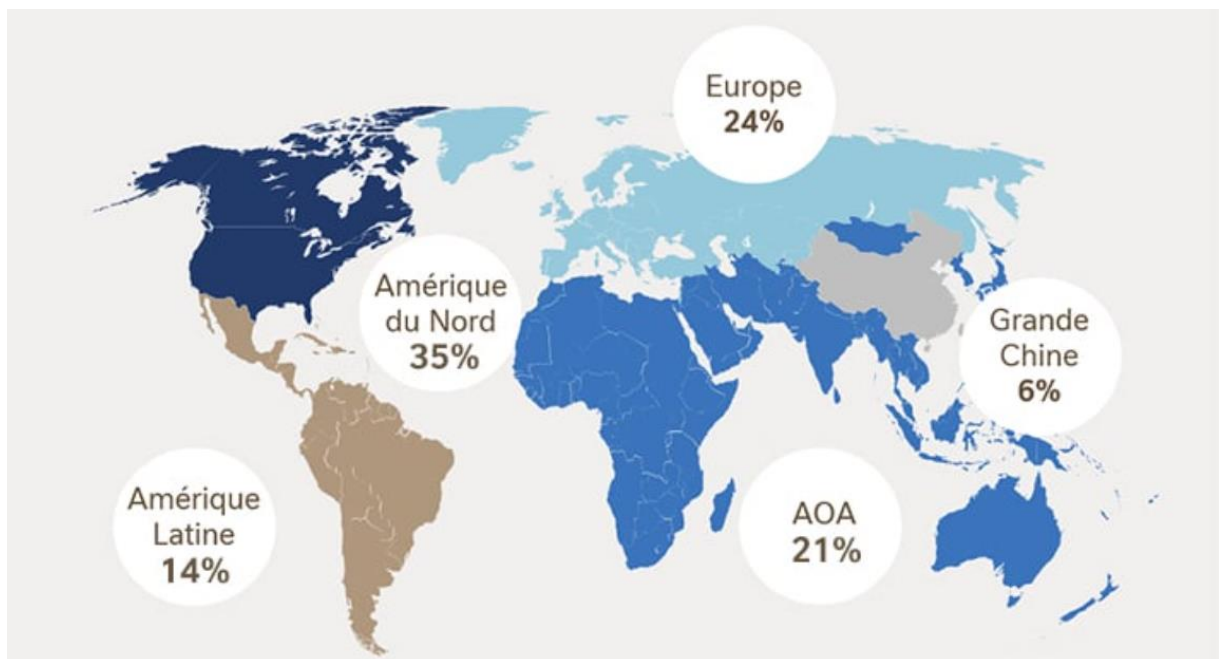 Europe
24%
Amérique
du Nord
35%
Grande
Chine
6%
Amérique
Latine
14%
AOA
21%